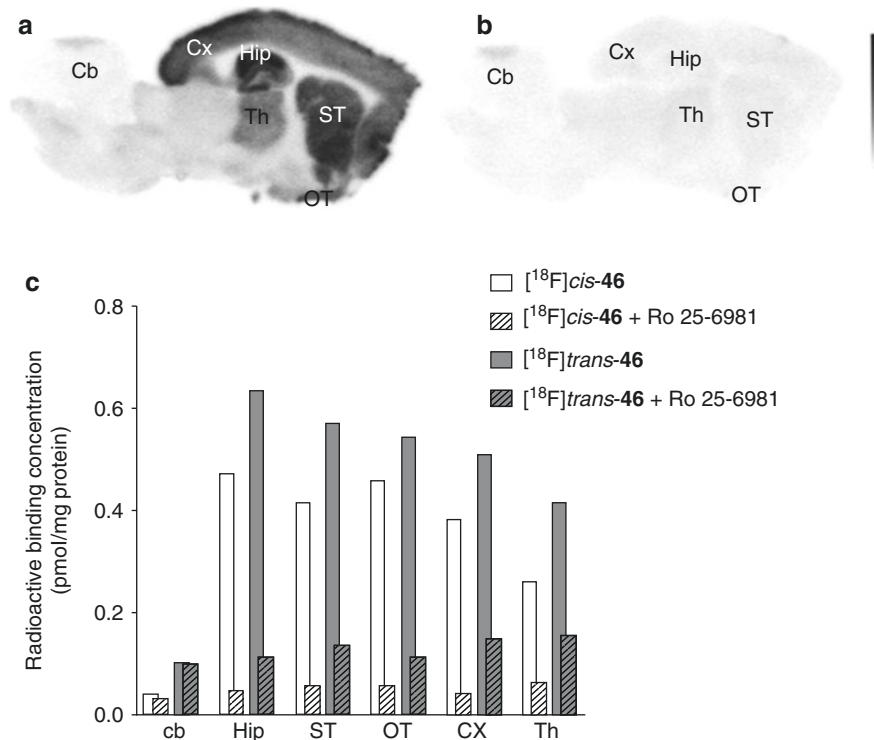 a
Cb
Cx
Hip
Th
ST
OT
b
Cb
Cx
Hip
Th
ST
OT
c
[18F]cis-46
[18F]cis-46 + Ro 25-6981
[18F]trans-46
[18F]trans-46 + Ro 25-6981
Radioactive binding concentration
(pmol/mg protein)
0.8
0.6
0.4
0.2
0.0
cb Hip ST OT CX Th